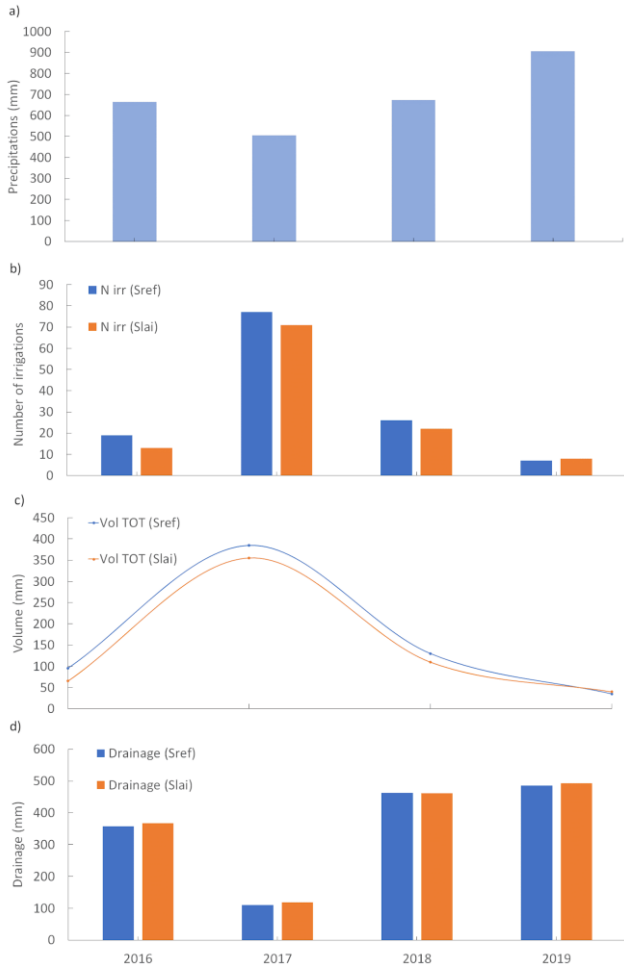 a)
Precipitations (mm)
1000
900
800
700
600
500
400
300
200
100
0
b)
Number of irrigations
90
80
70
60
50
40
30
20
10
0
N irr (Sref)
N irr (Slai)
c)
Volume (mm)
450
400
350
300
250
200
150
100
50
0
Vol TOT (Sref)
Vol TOT (Slai)
d)
Drainage (mm)
600
500
400
300
200
100
0
Drainage (Sref)
Drainage (Slai)
2016 2017 2018 2019